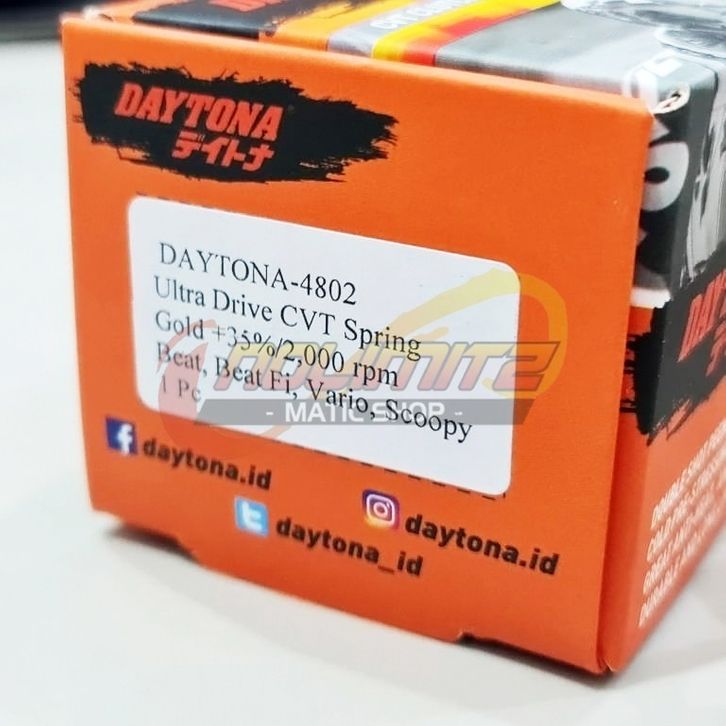 DAYTONA
デイトナ
DAYTONA-4802
Ultra Drive CVT Spring
Gold +35%/2,000 rpm
Beat, Beat Fi, Vario, Scoopy
1 Pc
- MATIC SHOP -
daytona.id
daytona_id
daytona.id